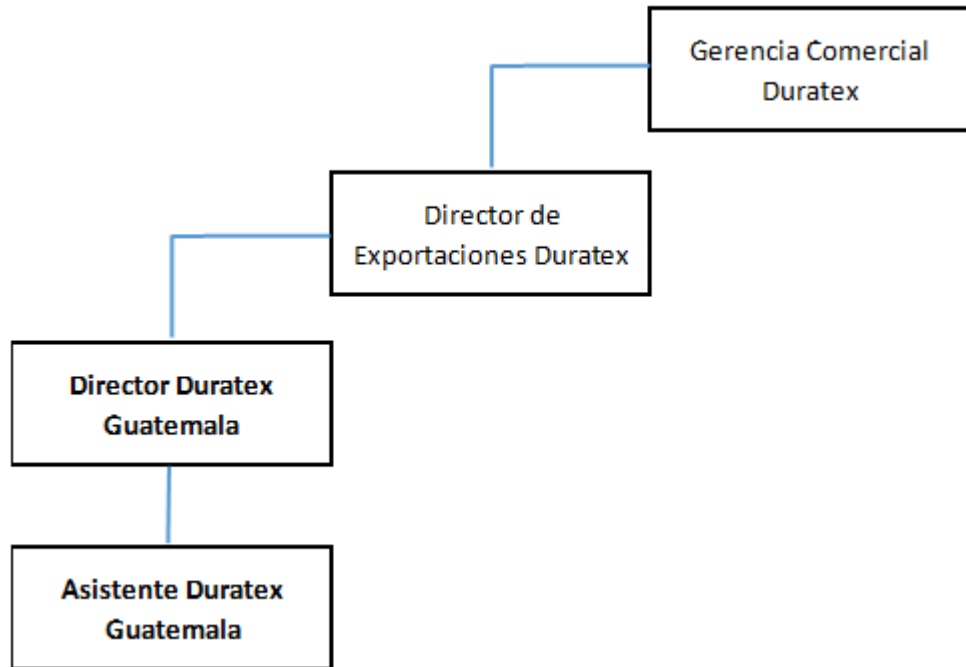 Gerencia Comercial
Duratex
Director de
Exportaciones Duratex
Director Duratex
Guatemala
Asistente Duratex
Guatemala